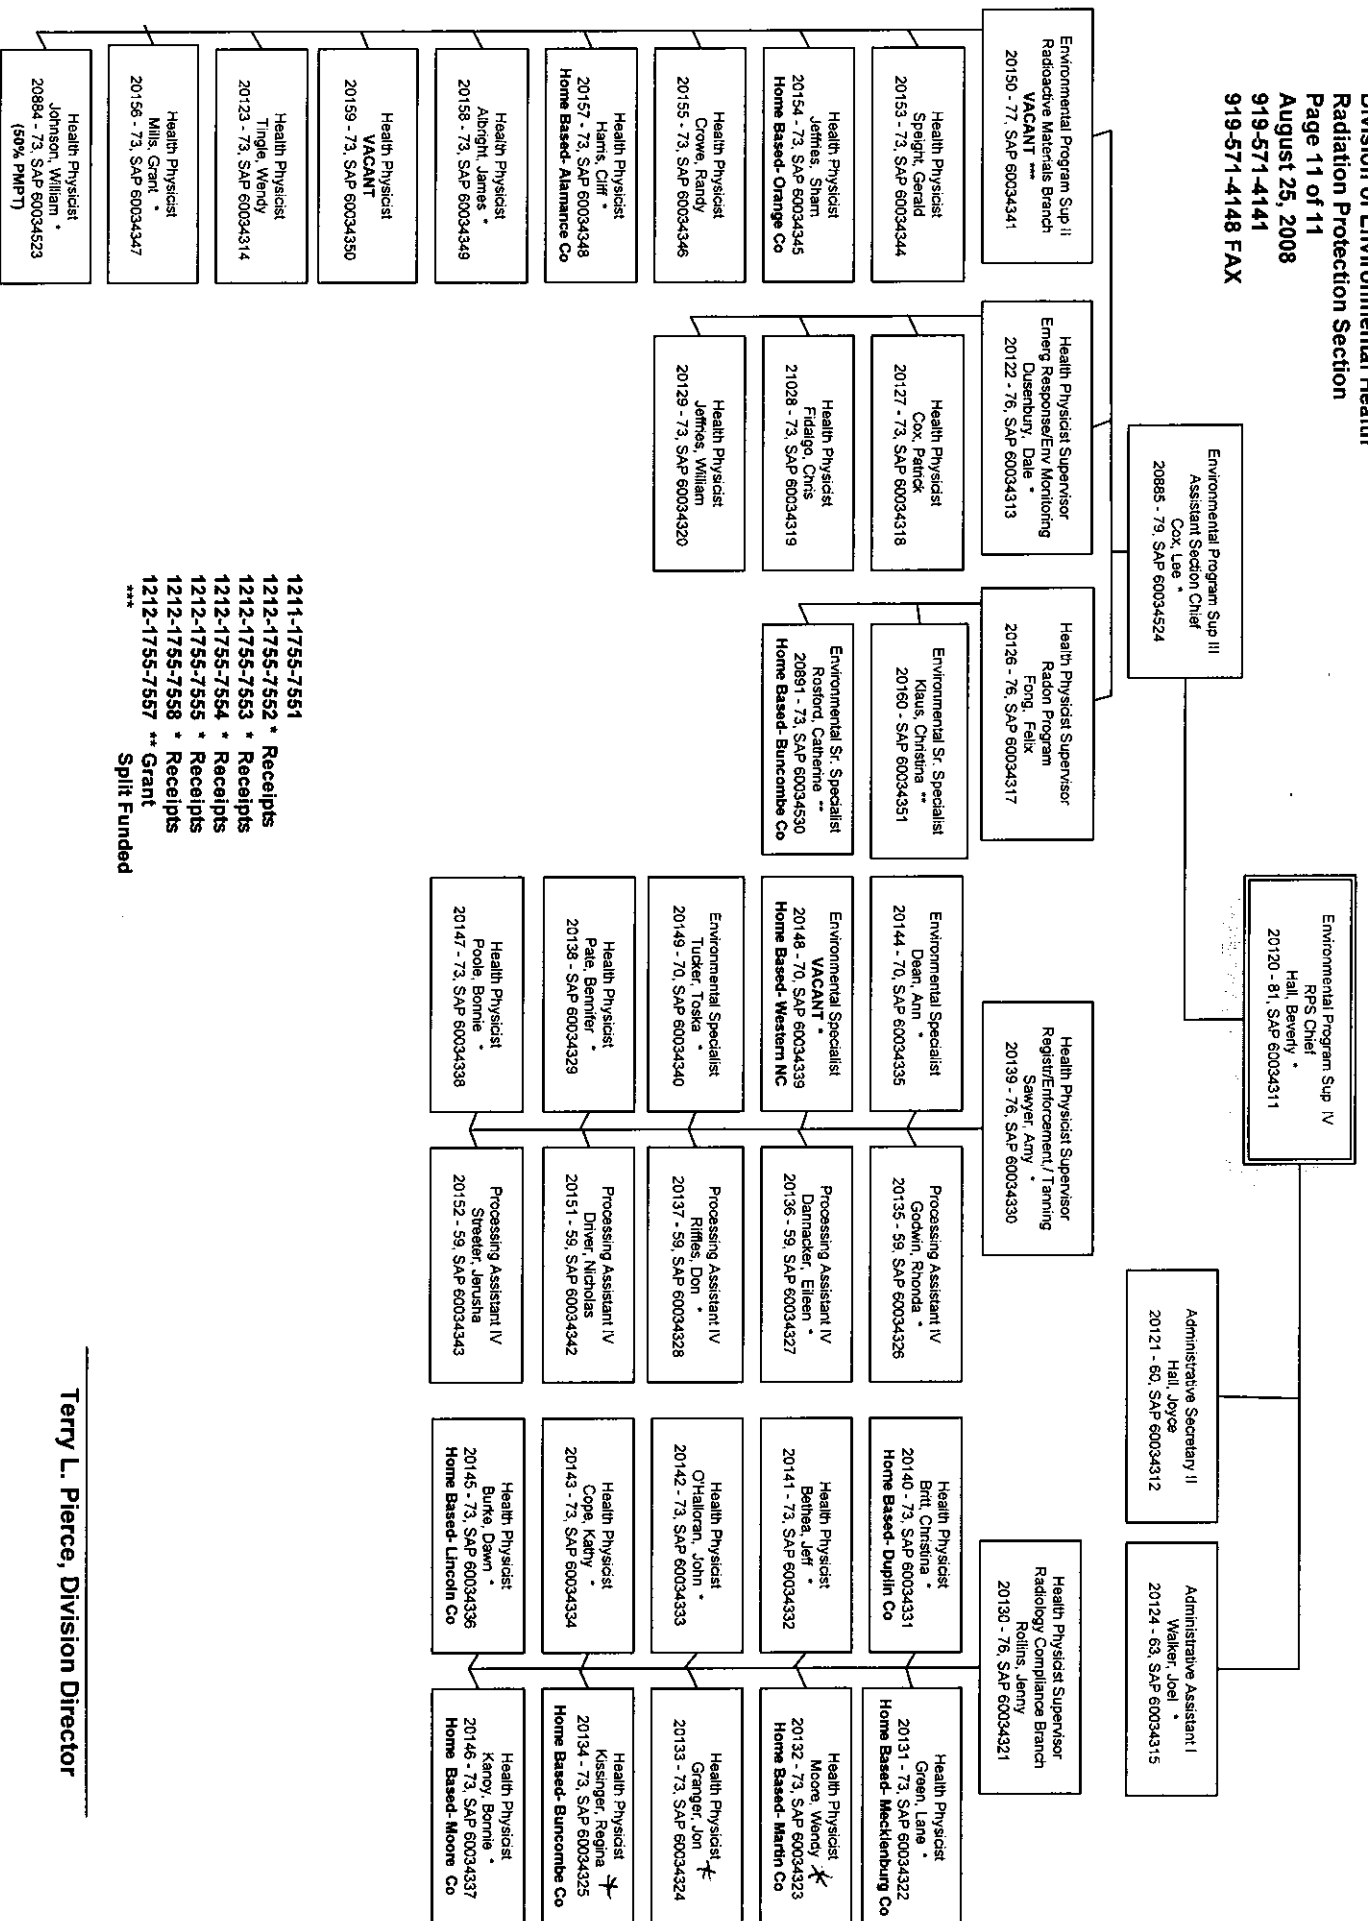 Division of Environmental Health
Radiation Protection Section
Page 11 of 11
August 25, 2008
919-571-4141
919-571-4148 FAX
Environmental Program Sup IV
RPS Chief
Hall, Beverly *
20120 - 81, SAP 60034311
Environmental Program Sup III
Assistant Section Chief
Cox, Lee *
20885 - 79, SAP 60034524
Administrative Secretary II
Hall, Joyce
20121 - 60, SAP 60034312
Administrative Assistant I
Walker, Joel *
20124 - 63, SAP 60034315
Environmental Program Sup II
Radioactive Materials Branch
VACANT ***
20150 - 77, SAP 60034341
Health Physicist
Speight, Gerald
20153 - 73, SAP 60034344
Health Physicist
Jeffries, Sham
20154 - 73, SAP 60034345
Home Based- Orange Co
Health Physicist
Crowe, Randy
20155 - 73, SAP 60034346
Health Physicist
Harris, Cliff *
20157 - 73, SAP 60034348
Home Based- Alamance Co
Health Physicist
Albright, James *
20158 - 73, SAP 60034349
Health Physicist
VACANT
20159 - 73, SAP 60034350
Health Physicist
Tingle, Wendy
20123 - 73, SAP 60034314
Health Physicist
Mills, Grant *
20156 - 73, SAP 60034347
Health Physicist
Johnson, William *
20884 - 73, SAP 60034523
(50% PMPT)
Health Physicist Supervisor
Emerg Response/Env Monitoring
Dusenbury, Dale *
20122 - 76, SAP 60034313
Health Physicist
Cox, Patrick
20127 - 73, SAP 60034318
Health Physicist
Fidalgo, Chris
21028 - 73, SAP 60034319
Health Physicist
Jeffries, William
20129 - 73, SAP 60034320
Health Physicist Supervisor
Radon Program
Fong, Felix
20126 - 76, SAP 60034317
Environmental Sr. Specialist
Klaus, Christina **
20160 - SAP 60034351
Environmental Sr. Specialist
Rosford, Catherine **
20891 - 73, SAP 60034530
Home Based- Buncombe Co
Health Physicist Supervisor
Registr/Enforcement,/ Tanning
Sawyer, Amy *
20139 - 76, SAP 60034330
Environmental Specialist
Dean, Ann *
20144 - 70, SAP 60034335
Environmental Specialist
VACANT *
20148 - 70, SAP 60034339
Home Based- Western NC
Environmental Specialist
Tucker, Toska *
20149 - 70, SAP 60034340
Health Physicist
Pate, Bennifer *
20138 - SAP 60034329
Health Physicist
Poole, Bonnie *
20147 - 73, SAP 60034338
Processing Assistant IV
Godwin, Rhonda *
20135 - 59, SAP 60034326
Processing Assistant IV
Dannacker, Eileen *
20136 - 59, SAP 60034327
Processing Assistant IV
Riffles, Don *
20137 - 59, SAP 60034328
Processing Assistant IV
Driver, Nicholas
20151 - 59, SAP 60034342
Processing Assistant IV
Streeter, Jerusha
20152 - 59, SAP 60034343
Health Physicist Supervisor
Radiology Compliance Branch
Rollins, Jenny
20130 - 76, SAP 60034321
Health Physicist
Britt, Christina *
20140 - 73, SAP 60034331
Home Based- Duplin Co
Health Physicist
Bethea, Jeff *
20141 - 73, SAP 60034332
Health Physicist
O'Halloran, John *
20142 - 73, SAP 60034333
Health Physicist
Cope, Kathy *
20143 - 73, SAP 60034334
Health Physicist
Burke, Dawn *
20145 - 73, SAP 60034336
Home Based- Lincoln Co
Health Physicist
Green, Lane *
20131 - 73, SAP 60034322
Home Based- Mecklenburg Co
Health Physicist
Moore, Wendy *
20132 - 73, SAP 60034323
Home Based- Martin Co
Health Physicist
Granger, Jon *
20133 - 73, SAP 60034324
Health Physicist
Kissinger, Regina *
20134 - 73, SAP 60034325
Home Based- Buncombe Co
Health Physicist
Kanoy, Bonnie *
20146 - 73, SAP 60034337
Home Based- Moore Co
1211-1755-7551
1212-1755-7552 * Receipts
1212-1755-7553 * Receipts
1212-1755-7554 * Receipts
1212-1755-7555 * Receipts
1212-1755-7558 * Receipts
1212-1755-7557 ** Grant
*** Split Funded
Terry L. Pierce, Division Director